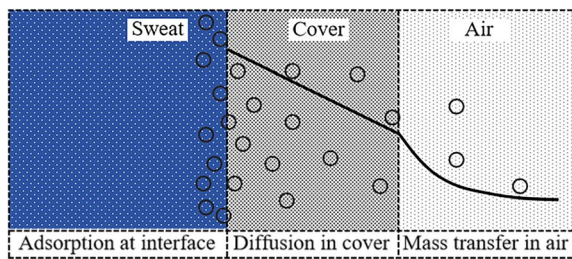 Sweat
Cover
Air
Adsorption at interface
Diffusion in cover
Mass transfer in air